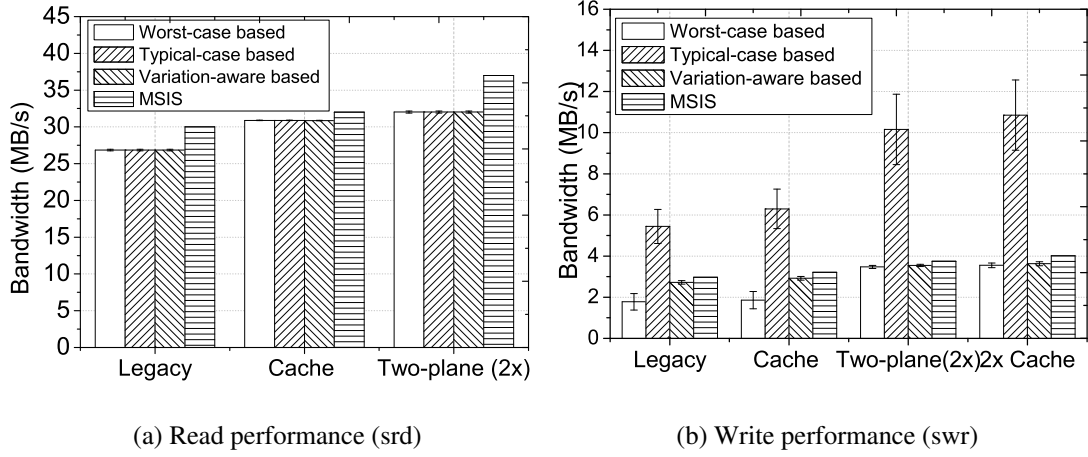 45
40
35
30
25
20
15
10
5
0
Bandwidth (MB/s)
Worst-case based
Typical-case based
Variation-aware based
MSIS
Legacy
Cache
Two-plane (2x)
(a) Read performance (srd)
16
14
12
10
8
6
4
2
0
Bandwidth (MB/s)
Worst-case based
Typical-case based
Variation-aware based
MSIS
Legacy
Cache
Two-plane(2x)
2x Cache
(b) Write performance (swr)